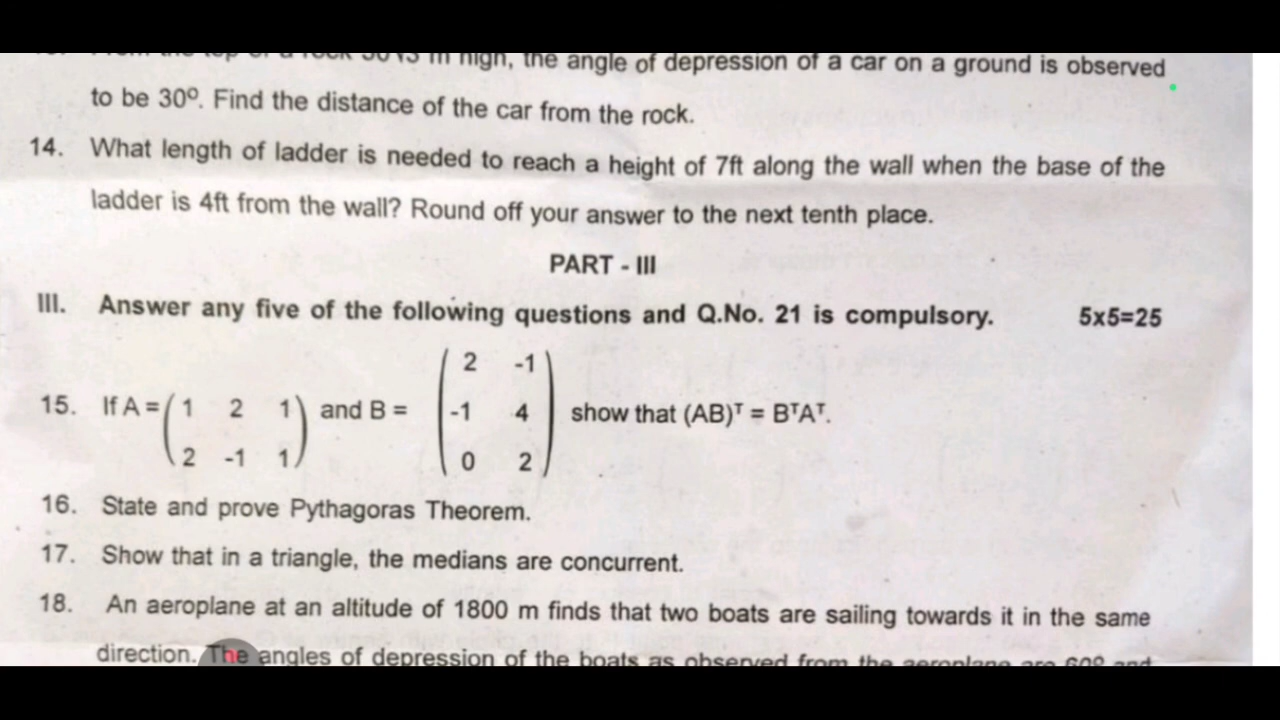 the angle of depression of a car on a ground is observed
to be 30º. Find the distance of the car from the rock.
14. What length of ladder is needed to reach a height of 7ft along the wall when the base of the
ladder is 4ft from the wall? Round off your answer to the next tenth place.
PART - III
III. Answer any five of the following questions and Q.No. 21 is compulsory. 5x5=25
2 -1
15. If A = ( 1 2 1 ) and B = -1 4 show that (AB)ᵀ = BᵀAᵀ.
2 -1 1 0 2
16. State and prove Pythagoras Theorem.
17. Show that in a triangle, the medians are concurrent.
18. An aeroplane at an altitude of 1800 m finds that two boats are sailing towards it in the same
direction. The angles of depression of the boats as observed from the aeroplane are 60º and